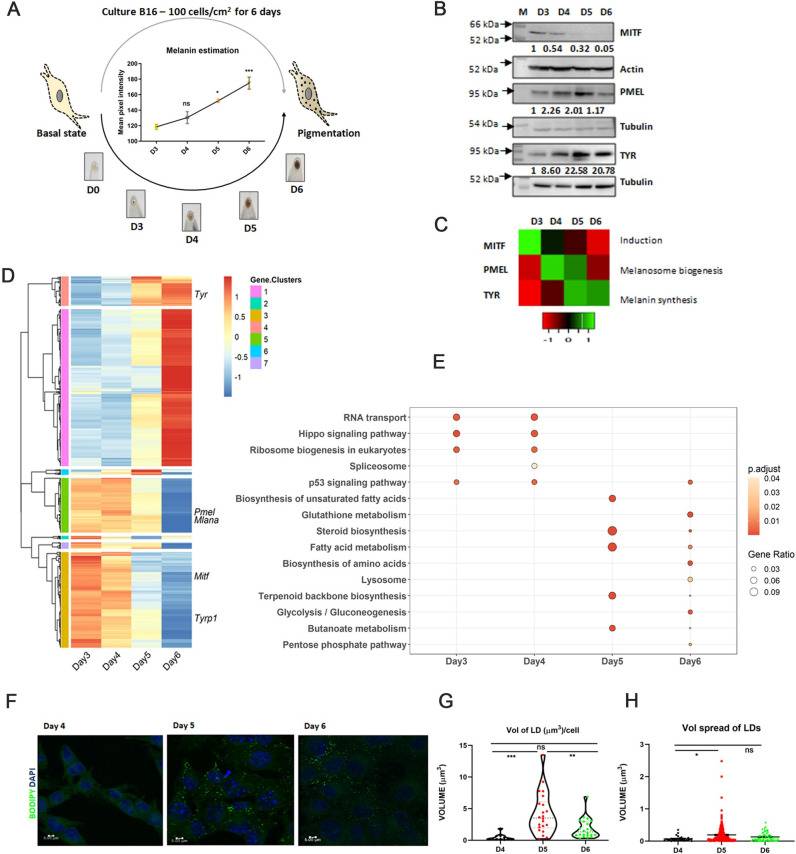 A
Culture B16 – 100 cells/cm² for 6 days
Melanin estimation
Mean pixel intensity
200
180
160
140
120
100
ns
*
***
D3
D4
D5
D6
Basal state
Pigmentation
D0
D3
D4
D5
D6
B
M D3 D4 D5 D6
66 kDa
52 kDa
MITF
1 0.54 0.32 0.05
52 kDa
Actin
95 kDa
PMEL
1 2.26 2.01 1.17
54 kDa
Tubulin
95 kDa
TYR
1 8.60 22.58 20.78
52 kDa
Tubulin
C
D3 D4 D5 D6
MITF
Induction
PMEL
Melanosome biogenesis
TYR
Melanin synthesis
-1 0 1
D
Tyr
Pmel
Mlana
Mitf
Tyrp1
Day3 Day4 Day5 Day6
1
0.5
0
-0.5
-1
Gene.Clusters
1
2
3
4
5
6
7
E
RNA transport
Hippo signaling pathway
Ribosome biogenesis in eukaryotes
Spliceosome
p53 signaling pathway
Biosynthesis of unsaturated fatty acids
Glutathione metabolism
Steroid biosynthesis
Fatty acid metabolism
Biosynthesis of amino acids
Lysosome
Terpenoid backbone biosynthesis
Glycolysis / Gluconeogenesis
Butanoate metabolism
Pentose phosphate pathway
Day3 Day4 Day5 Day6
p.adjust
0.04
0.03
0.02
0.01
Gene Ratio
0.03
0.06
0.09
F
Day 4
Day 5
Day 6
BODIPY DAPI
G
Vol of LD (µm³)/cell
ns
***
**
VOLUME (µm³)
15
10
5
0
D4 D5 D6
H
Vol spread of LDs
ns
*
VOLUME (µm³)
3
2
1
0
D4 D5 D6